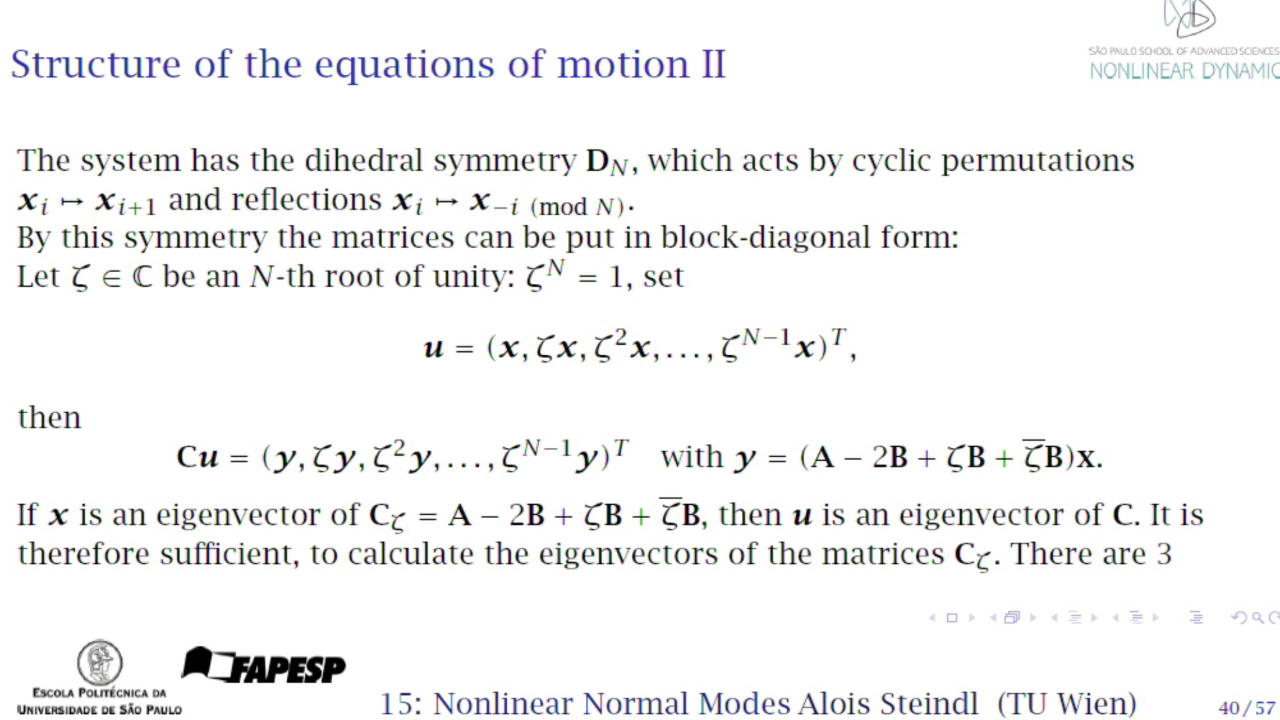 SÃO PAULO SCHOOL OF ADVANCED SCIENCES
NONLINEAR DYNAMIC
Structure of the equations of motion II
The system has the dihedral symmetry D_N, which acts by cyclic permutations
x_i ↦ x_{i+1} and reflections x_i ↦ x_{−i (mod N)}.
By this symmetry the matrices can be put in block-diagonal form:
Let ζ ∈ ℂ be an N-th root of unity: ζ^N = 1, set
u = (x, ζx, ζ^2x, . . . , ζ^{N−1}x)^T,
then
Cu = (y, ζy, ζ^2y, . . . , ζ^{N−1}y)^T with y = (A − 2B + ζB + ζ̅B)x.
If x is an eigenvector of C_ζ = A − 2B + ζB + ζ̅B, then u is an eigenvector of C. It is
therefore sufficient, to calculate the eigenvectors of the matrices C_ζ. There are 3
FAPESP
ESCOLA POLITÉCNICA DA
UNIVERSIDADE DE SÃO PAULO
15: Nonlinear Normal Modes Alois Steindl (TU Wien)
40/57